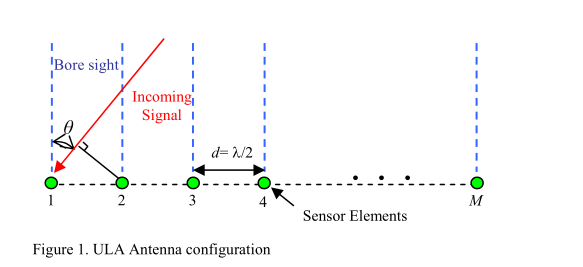 Bore sight
Incoming
Signal
θ
d= λ/2
1
2
3
4
M
Sensor Elements
Figure 1. ULA Antenna configuration